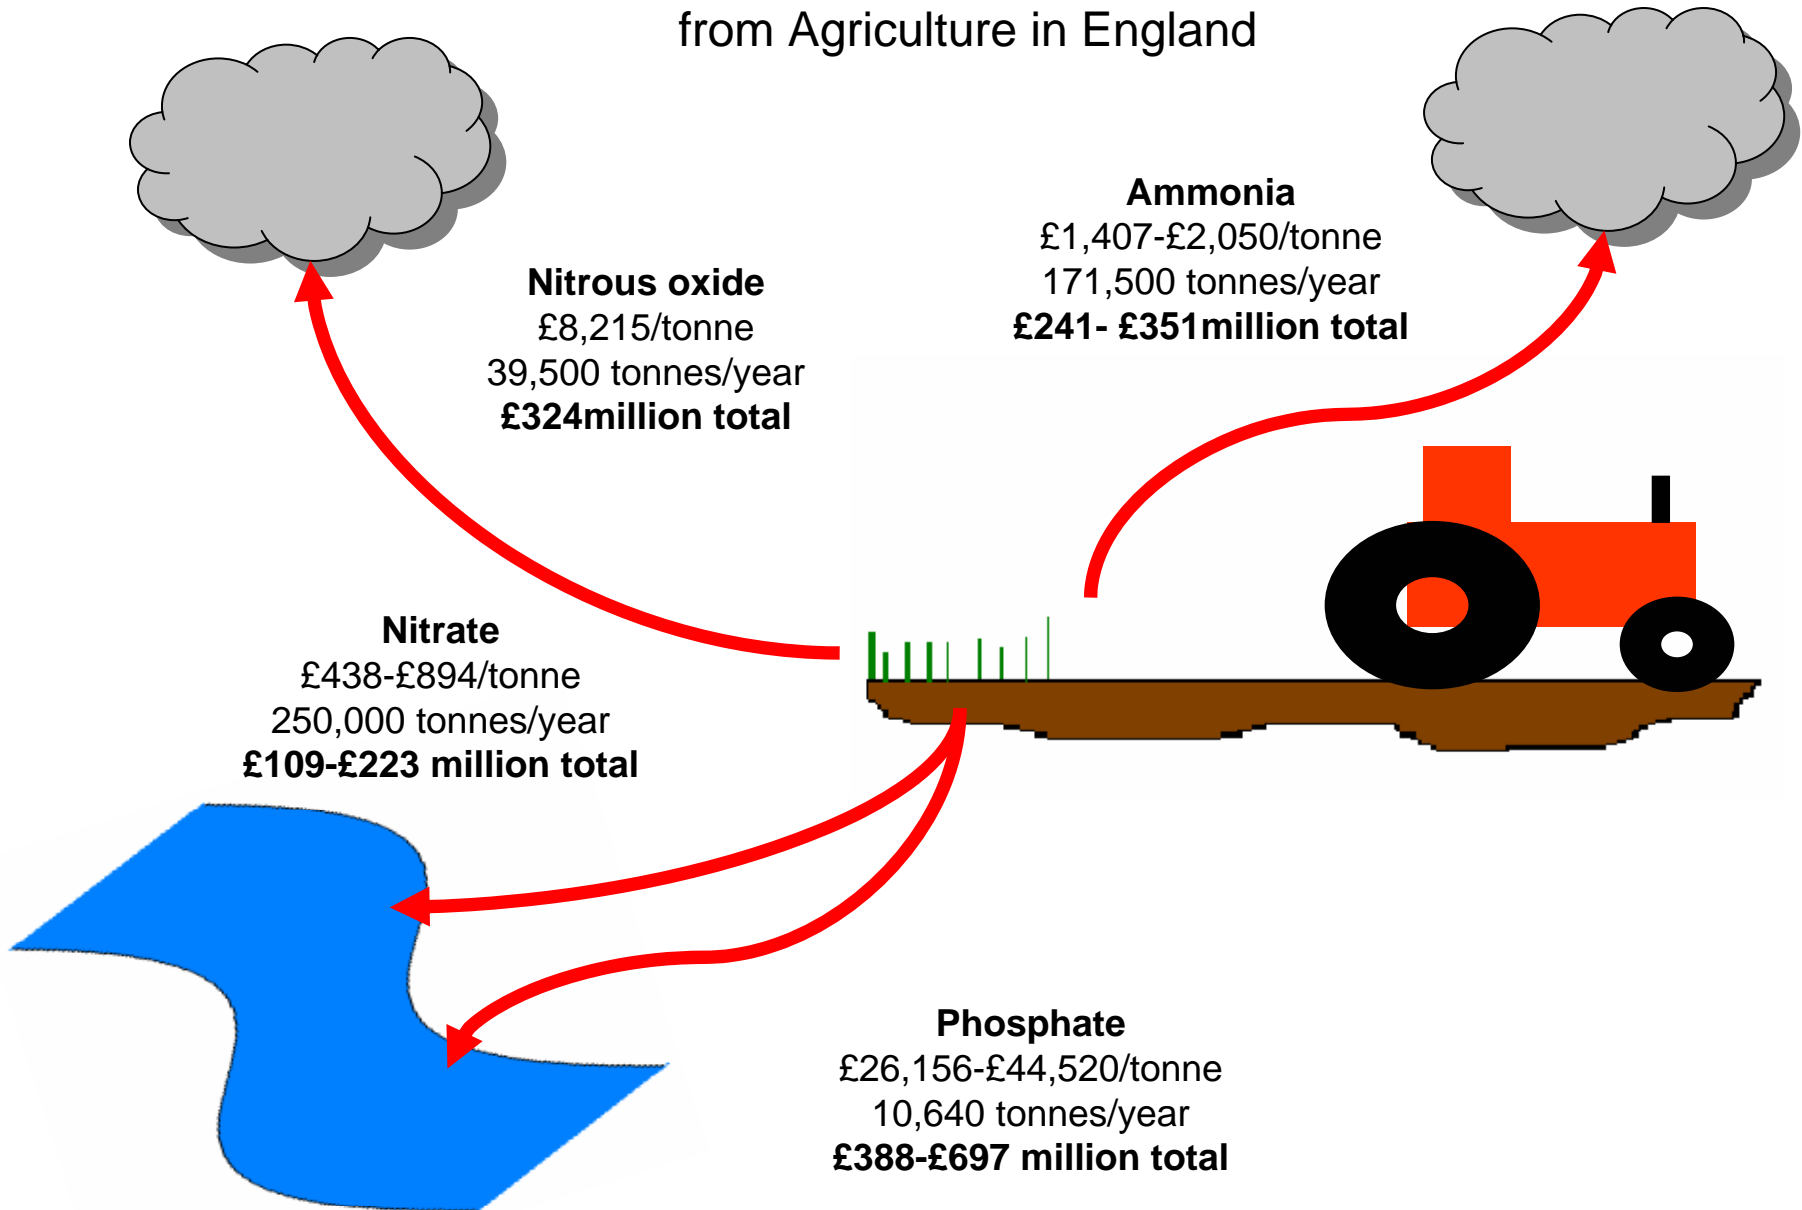 from Agriculture in England
Ammonia
£1,407-£2,050/tonne
171,500 tonnes/year
£241- £351million total
Nitrous oxide
£8,215/tonne
39,500 tonnes/year
£324million total
Nitrate
£438-£894/tonne
250,000 tonnes/year
£109-£223 million total
Phosphate
£26,156-£44,520/tonne
10,640 tonnes/year
£388-£697 million total